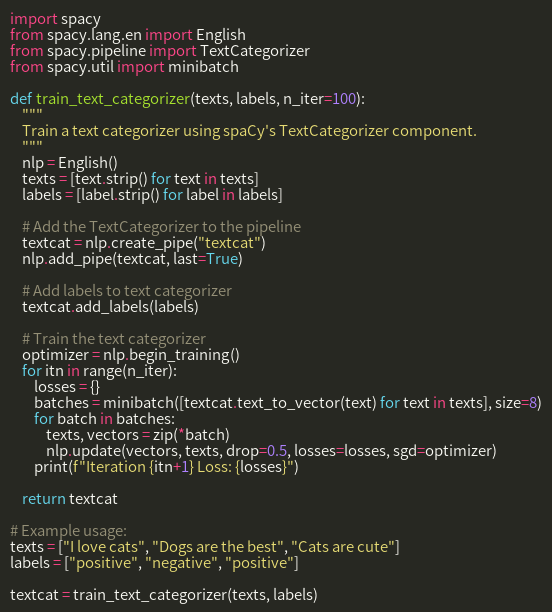 import spacy
from spacy.lang.en import English
from spacy.pipeline import TextCategorizer
from spacy.util import minibatch

def train_text_categorizer(texts, labels, n_iter=100):
    """
    Train a text categorizer using spaCy's TextCategorizer component.
    """
    nlp = English()
    texts = [text.strip() for text in texts]
    labels = [label.strip() for label in labels]

    # Add the TextCategorizer to the pipeline
    textcat = nlp.create_pipe("textcat")
    nlp.add_pipe(textcat, last=True)

    # Add labels to text categorizer
    textcat.add_labels(labels)

    # Train the text categorizer
    optimizer = nlp.begin_training()
    for itn in range(n_iter):
        losses = {}
        batches = minibatch([textcat.text_to_vector(text) for text in texts], size=8)
        for batch in batches:
            texts, vectors = zip(*batch)
            nlp.update(vectors, texts, drop=0.5, losses=losses, sgd=optimizer)
        print(f"Iteration {itn+1} Loss: {losses}")

    return textcat

# Example usage:
texts = ["I love cats", "Dogs are the best", "Cats are cute"]
labels = ["positive", "negative", "positive"]

textcat = train_text_categorizer(texts, labels)